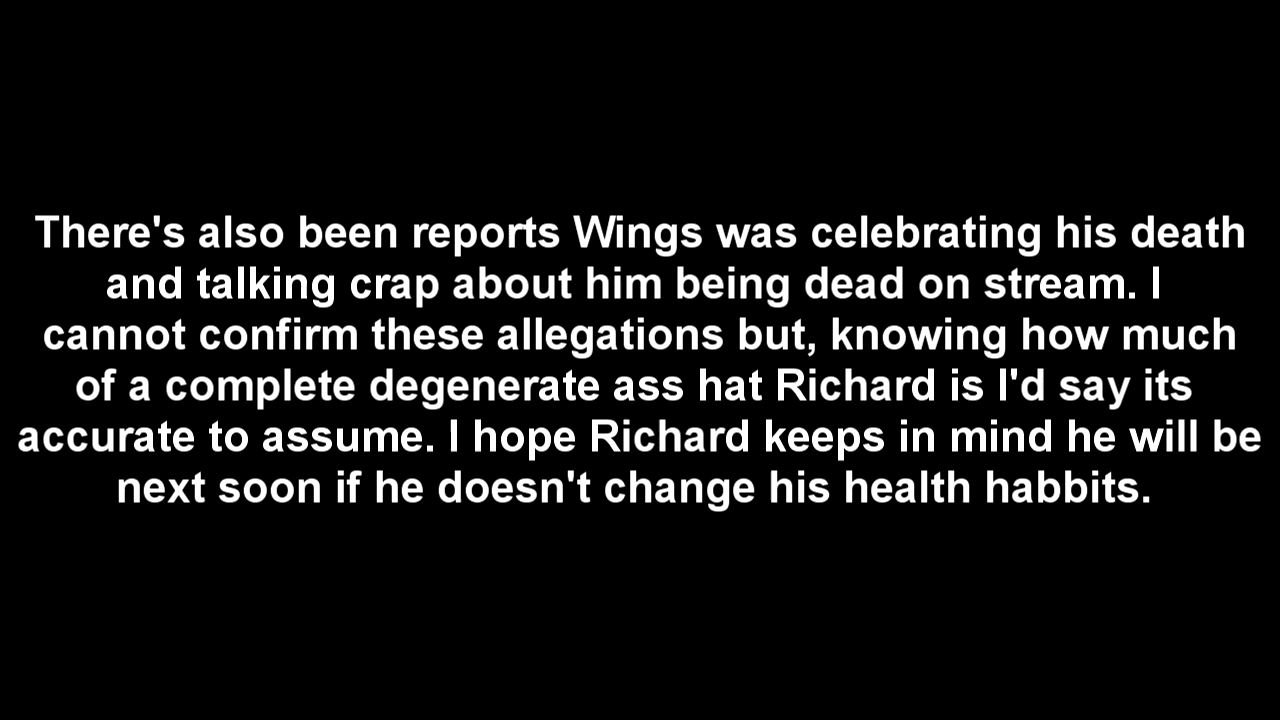 There's also been reports Wings was celebrating his death
and talking crap about him being dead on stream. I
cannot confirm these allegations but, knowing how much
of a complete degenerate ass hat Richard is I'd say its
accurate to assume. I hope Richard keeps in mind he will be
next soon if he doesn't change his health habbits.